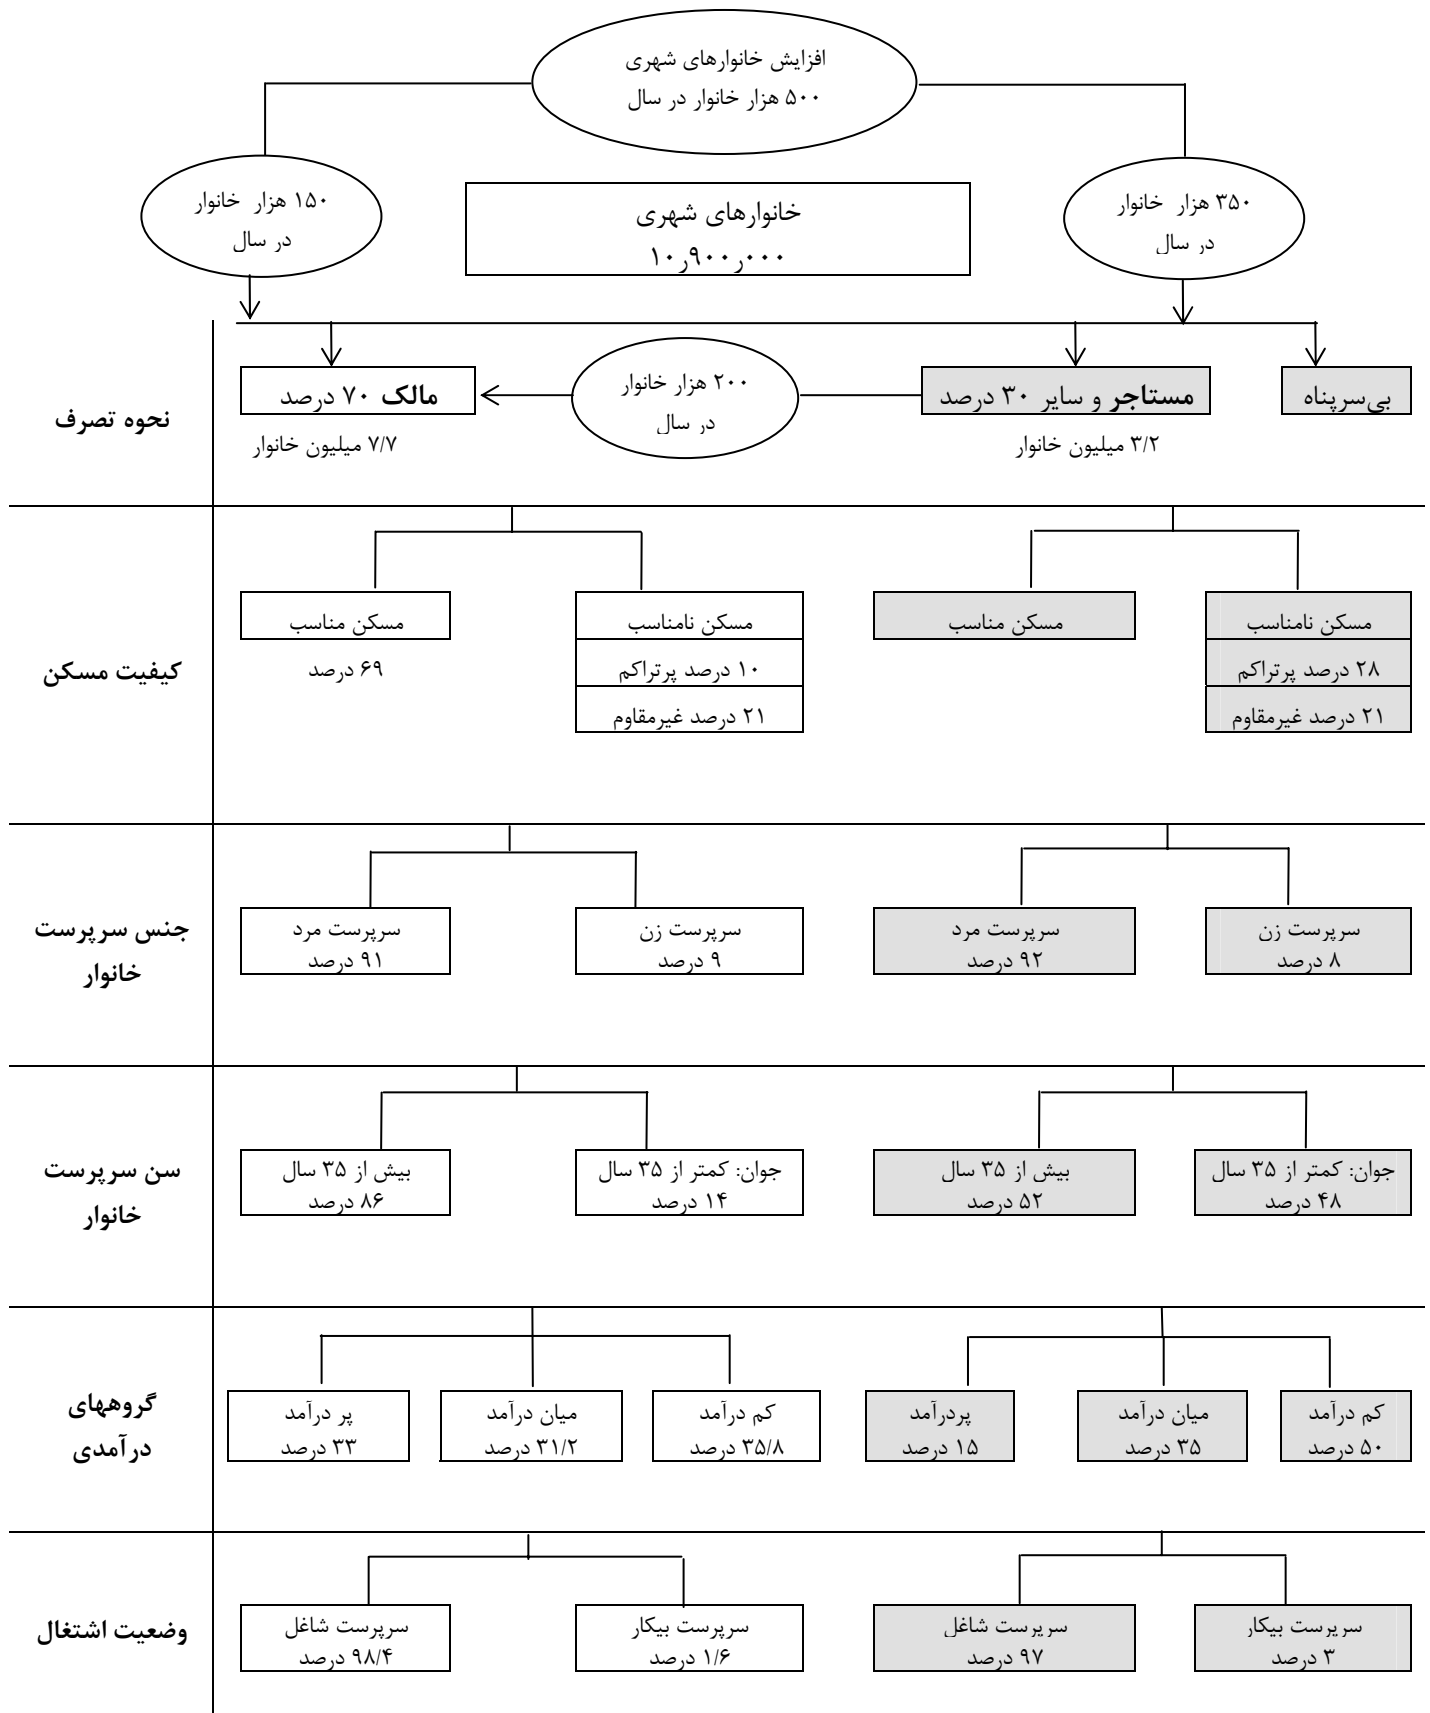 افزایش خانوارهای شهری
۵۰۰ هزار خانوار در سال
۳۵۰ هزار خانوار
در سال
خانوارهای شهری
۱۰ر۹۰۰ر۰۰۰
۱۵۰ هزار خانوار
در سال
نحوه تصرف
بی‌سرپناه
مستاجر و سایر ۳۰ درصد
۳/۲ میلیون خانوار
۲۰۰ هزار خانوار
در سال
مالک ۷۰ درصد
۷/۷ میلیون خانوار
کیفیت مسکن
مسکن نامناسب
۲۸ درصد پرتراکم
۲۱ درصد غیرمقاوم
مسکن مناسب
مسکن نامناسب
۱۰ درصد پرتراکم
۲۱ درصد غیرمقاوم
مسکن مناسب
۶۹ درصد
جنس سرپرست
خانوار
سرپرست زن
۸ درصد
سرپرست مرد
۹۲ درصد
سرپرست زن
۹ درصد
سرپرست مرد
۹۱ درصد
سن سرپرست
خانوار
جوان: کمتر از ۳۵ سال
۴۸ درصد
بیش از ۳۵ سال
۵۲ درصد
جوان: کمتر از ۳۵ سال
۱۴ درصد
بیش از ۳۵ سال
۸۶ درصد
گروههای
درآمدی
کم درآمد
۵۰ درصد
میان درآمد
۳۵ درصد
پردرآمد
۱۵ درصد
کم درآمد
۳۵/۸ درصد
میان درآمد
۳۱/۲ درصد
پر درآمد
۳۳ درصد
وضعیت اشتغال
سرپرست بیکار
۳ درصد
سرپرست شاغل
۹۷ درصد
سرپرست بیکار
۱/۶ درصد
سرپرست شاغل
۹۸/۴ درصد